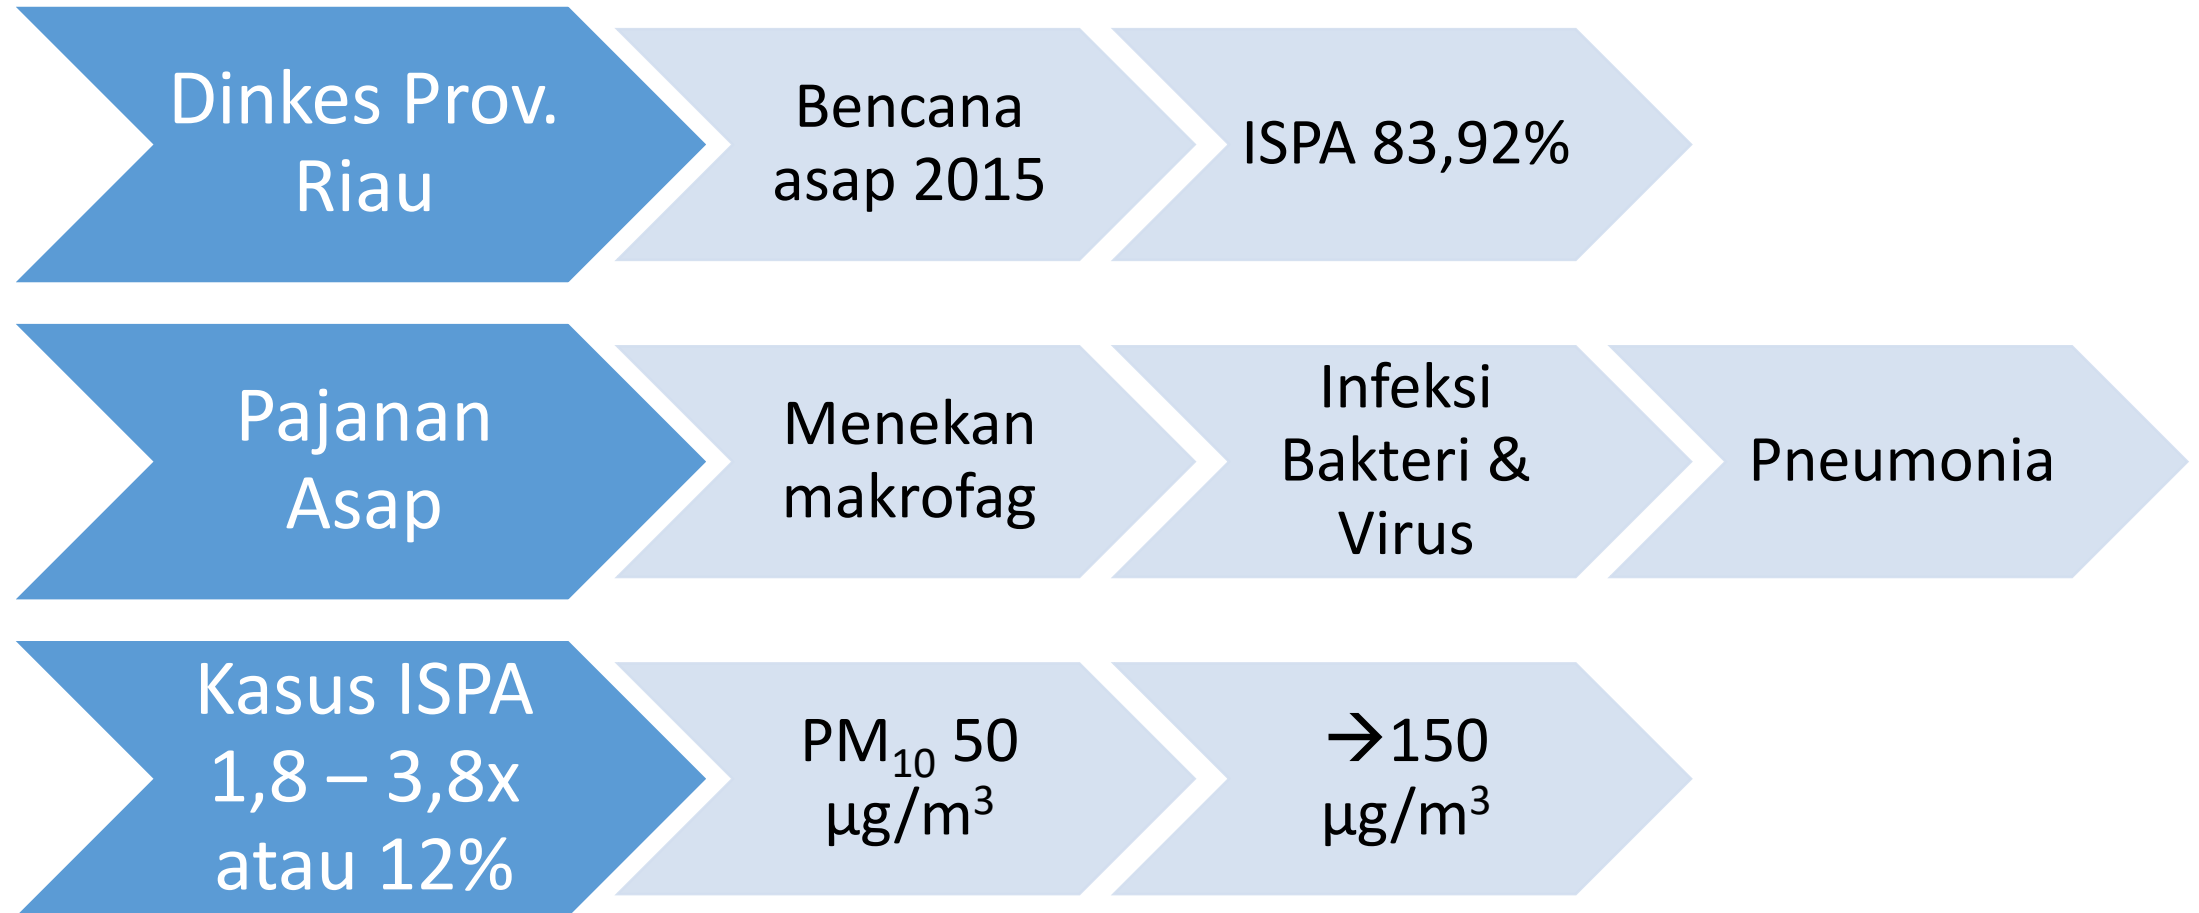 Dinkes Prov.
Riau
Bencana
asap 2015
ISPA 83,92%
Pajanan
Asap
Menekan
makrofag
Infeksi
Bakteri &
Virus
Pneumonia
Kasus ISPA
1,8 – 3,8x
atau 12%
PM₁₀ 50
µg/m³
→150
µg/m³